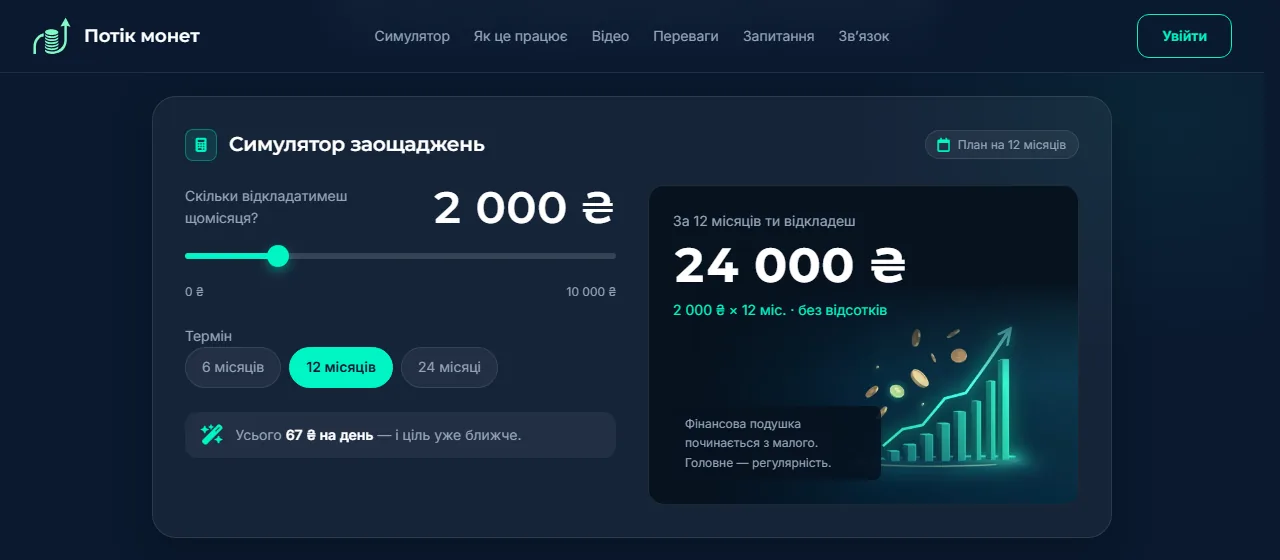 Потік монет
Симулятор
Як це працює
Відео
Переваги
Запитання
Зв’язок
Увійти
Симулятор заощаджень
План на 12 місяців
Скільки відкладатимеш
щомісяця?
2 000 ₴
0 ₴
10 000 ₴
Термін
6 місяців
12 місяців
24 місяці
Усього 67 ₴ на день — і ціль уже ближче.
За 12 місяців ти відкладеш
24 000 ₴
2 000 ₴ × 12 міс. · без відсотків
Фінансова подушка
починається з малого.
Головне — регулярність.